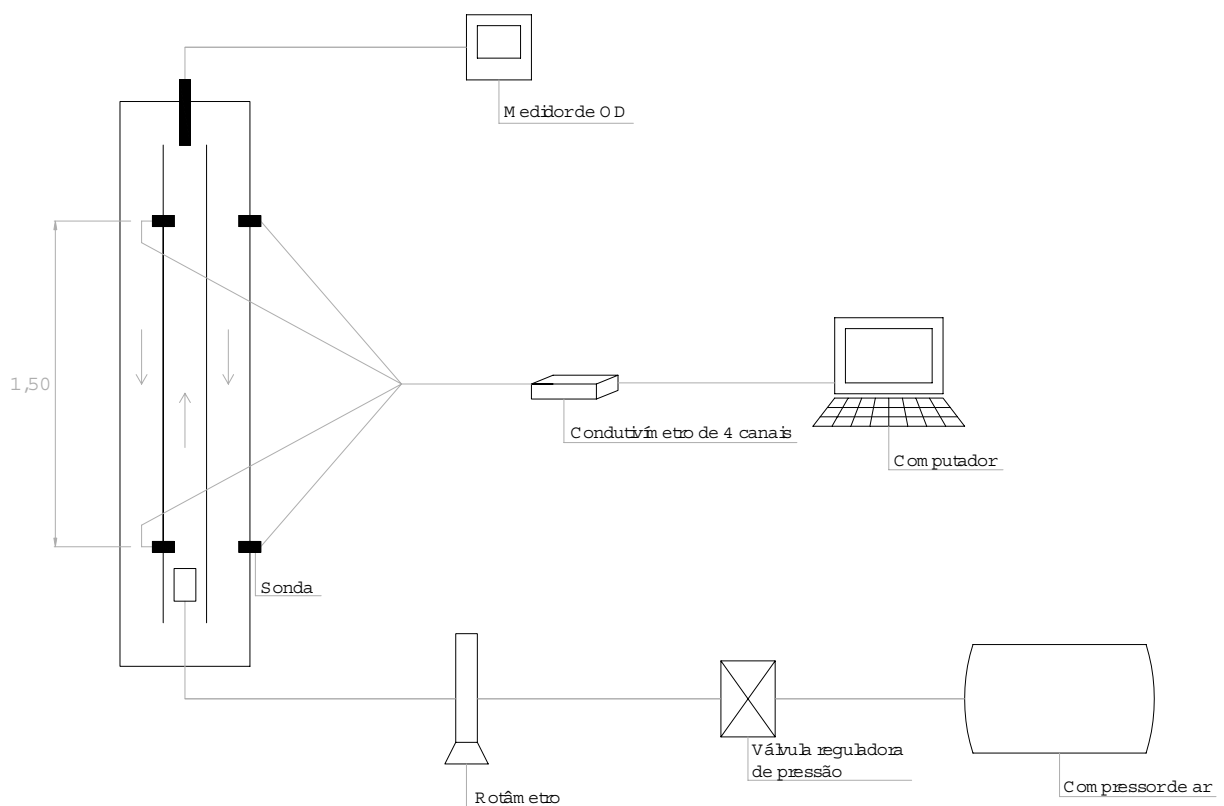 Medidor de OD
1,50
Condutivímetro de 4 canais
Computador
Sonda
Válvula reguladora
de pressão
Compressor de ar
Rotâmetro